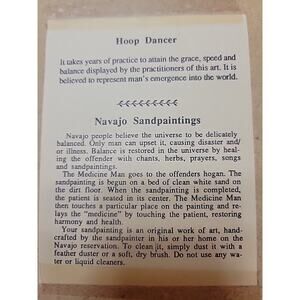 Hoop Dancer
It takes years of practice to attain the grace, speed and
balance displayed by the practitioners of this art. It is
believed to represent man's emergence into the world.
Navajo Sandpaintings
Navajo people believe the universe to be delicately
balanced. Only man can upset it, causing disaster and/
or illness. Balance is restored in the universe by heal-
ing the offender with chants, herbs, prayers, songs
and sandpaintings.
The Medicine Man goes to the offenders hogan. The
sandpainting is begun on a bed of clean white sand on
the dirt floor. When the sandpainting is completed,
the patient is seated in its center. The Medicine Man
then touches a particular place on the painting and re-
lays the "medicine" by touching the patient, restoring
harmony and health.
Your sandpainting is an original work of art, hand-
crafted by the sandpainter in his or her home on the
Navajo reservation. To clean it, simply dust it with a
feather duster or a soft, dry brush. Do not use any wa-
ter or liquid cleaners.